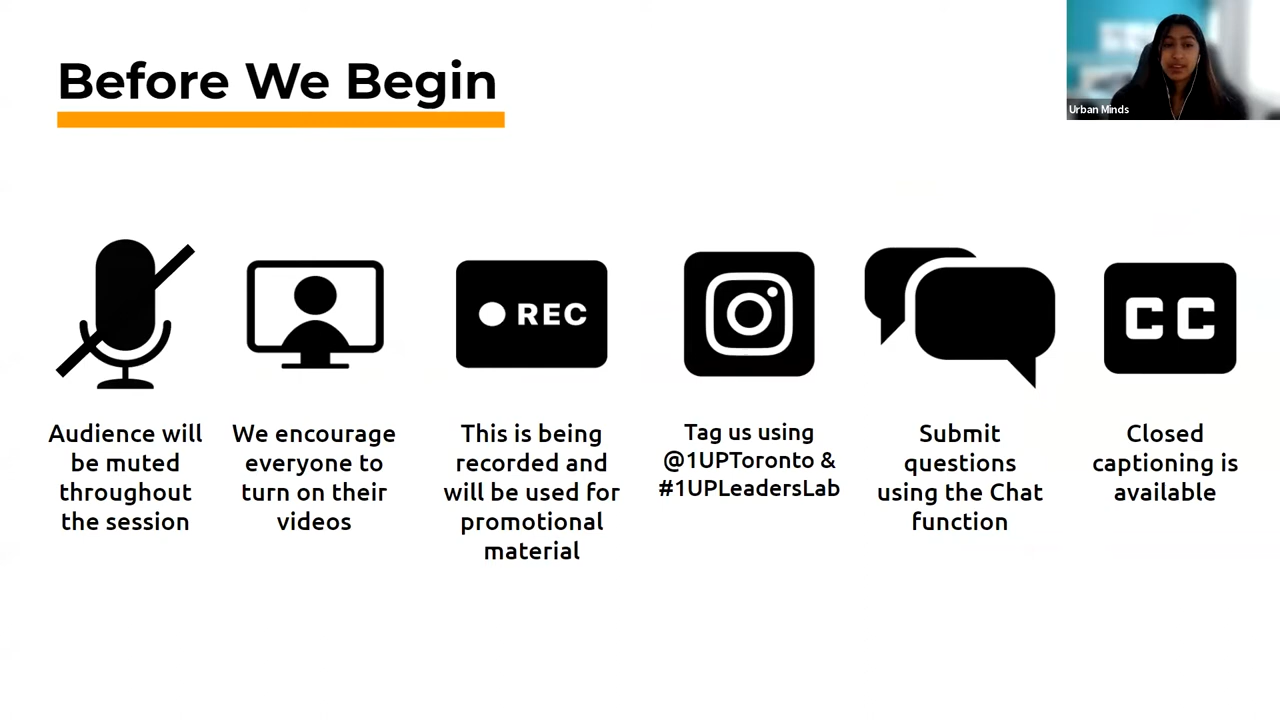 Before We Begin
Urban Minds
REC
CC
Audience will
be muted
throughout
the session
We encourage
everyone to
turn on their
videos
This is being
recorded and
will be used for
promotional
material
Tag us using
@1UPToronto &
#1UPLeadersLab
Submit
questions
using the Chat
function
Closed
captioning is
available